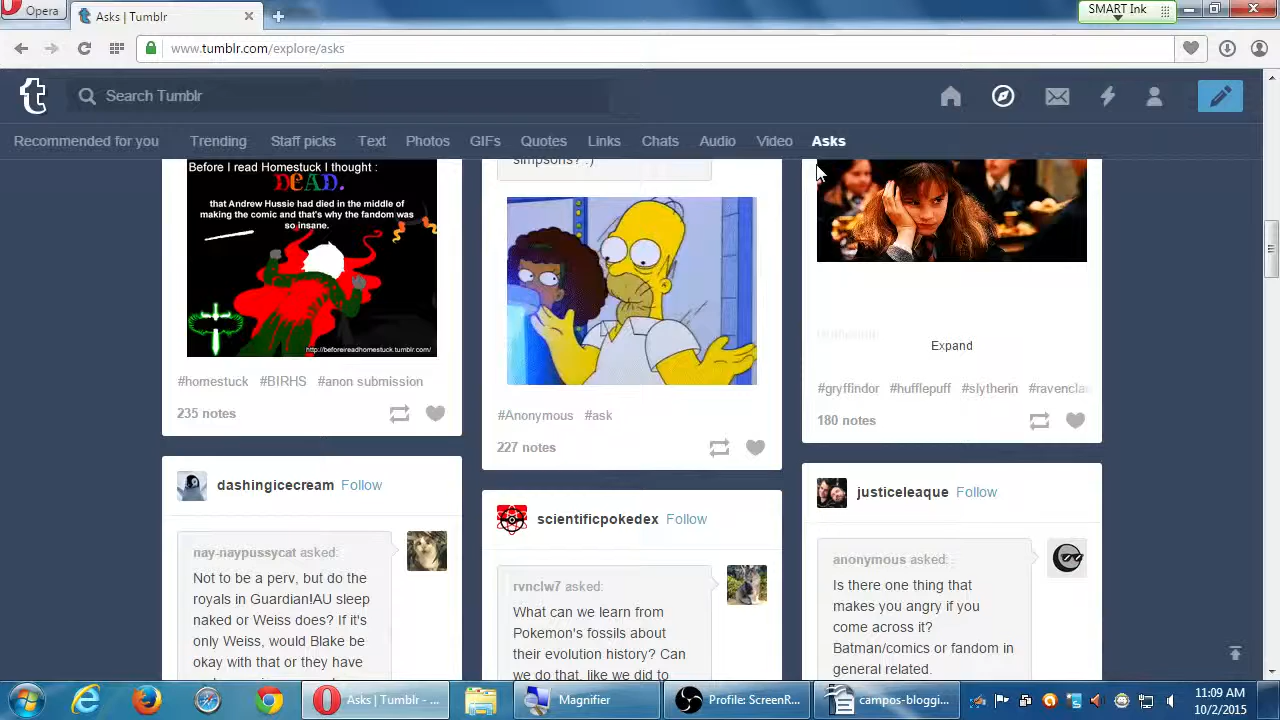 Opera
Asks | Tumblr
SMART Ink
www.tumblr.com/explore/asks
Search Tumblr
Recommended for you Trending Staff picks Text Photos GIFs Quotes Links Chats Audio Video Asks
Before I read Homestuck I thought :
DEAD.
that Andrew Hussie had died in the middle of
making the comic and that's why the fandom was
so insane.
http://beforeireadhomestuck.tumblr.com/
#homestuck #BIRHS #anon submission
235 notes
dashingicecream Follow
nay-naypussycat asked:
Not to be a perv, but do the
royals in Guardian!AU sleep
naked or Weiss does? If it's
only Weiss, would Blake be
okay with that or they have
simpsons? :)
#Anonymous #ask
227 notes
scientificpokedex Follow
rvnclw7 asked:
What can we learn from
Pokemon's fossils about
their evolution history? Can
we do that, like we did to
Expand
#gryffindor #hufflepuff #slytherin #ravencla
180 notes
justiceleaque Follow
anonymous asked:
Is there one thing that
makes you angry if you
come across it?
Batman/comics or fandom in
general related.
Asks | Tumblr - ...
Magnifier
Profile: ScreenR...
campos-bloggi...
11:09 AM
10/2/2015